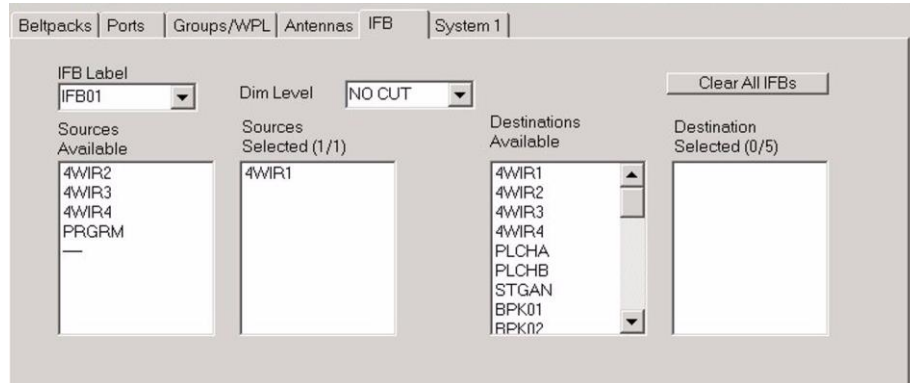 Beltpacks Ports Groups/WPL Antennas IFB System 1
IFB Label
IFB01
Dim Level NO CUT
Clear All IFBs
Sources
Available
4WIR2
4WIR3
4WIR4
PRGRM
—
Sources
Selected (1/1)
4WIR1
Destinations
Available
4WIR1
4WIR2
4WIR3
4WIR4
PLCHA
PLCHB
STGAN
BPK01
BPK02
Destination
Selected (0/5)